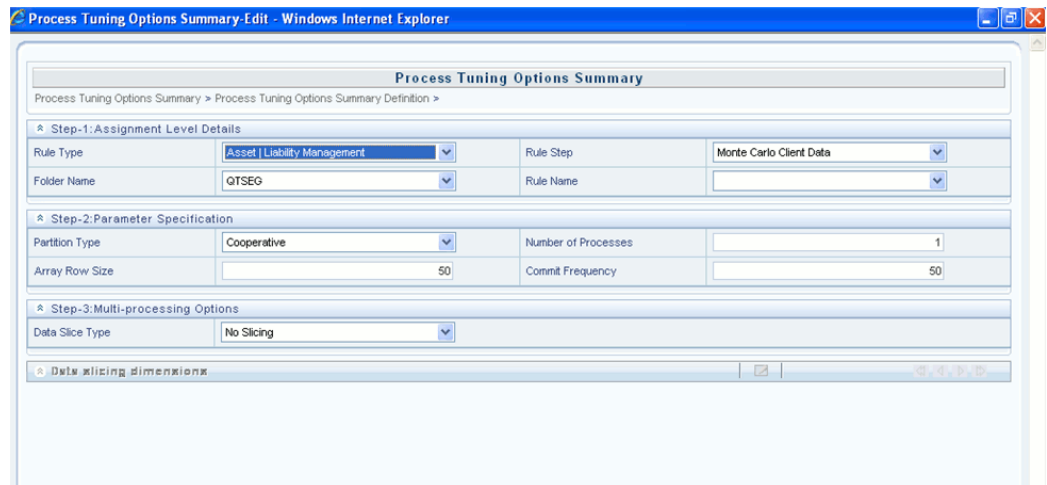 Process Tuning Options Summary-Edit - Windows Internet Explorer
Process Tuning Options Summary
Process Tuning Options Summary > Process Tuning Options Summary Definition >
Step-1:Assignment Level Details
Rule Type Asset | Liability Management Rule Step Monte Carlo Client Data
Folder Name QTSEG Rule Name
Step-2:Parameter Specification
Partition Type Cooperative Number of Processes 1
Array Row Size 50 Commit Frequency 50
Step-3:Multi-processing Options
Data Slice Type No Slicing
Data slicing dimensions